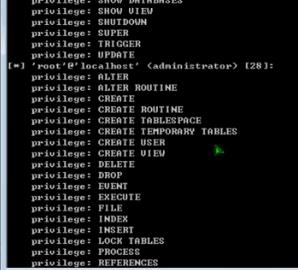 privilege: SHOW DATABASES
privilege: SHOW VIEW
privilege: SHUTDOWN
privilege: SUPER
privilege: TRIGGER
privilege: UPDATE
[*] 'root'@'localhost' (administrator) [28]:
privilege: ALTER
privilege: ALTER ROUTINE
privilege: CREATE
privilege: CREATE ROUTINE
privilege: CREATE TABLESPACE
privilege: CREATE TEMPORARY TABLES
privilege: CREATE USER
privilege: CREATE VIEW
privilege: DELETE
privilege: DROP
privilege: EVENT
privilege: EXECUTE
privilege: FILE
privilege: INDEX
privilege: INSERT
privilege: LOCK TABLES
privilege: PROCESS
privilege: REFERENCES